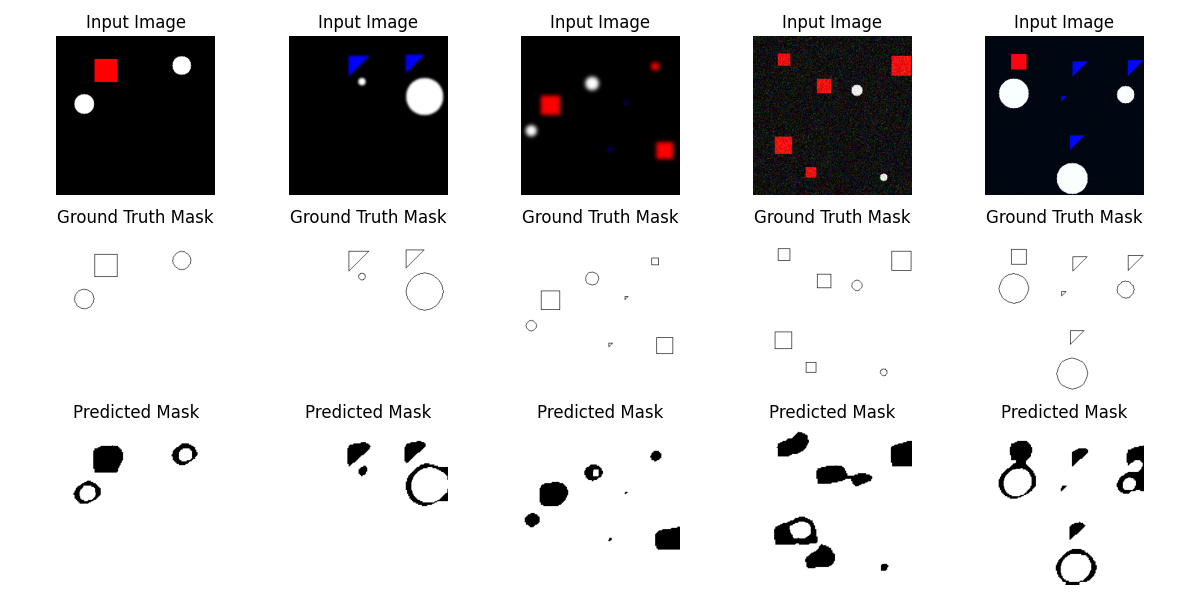 Input Image Input Image Input Image Input Image Input Image
Ground Truth Mask Ground Truth Mask Ground Truth Mask Ground Truth Mask Ground Truth Mask
Predicted Mask Predicted Mask Predicted Mask Predicted Mask Predicted Mask